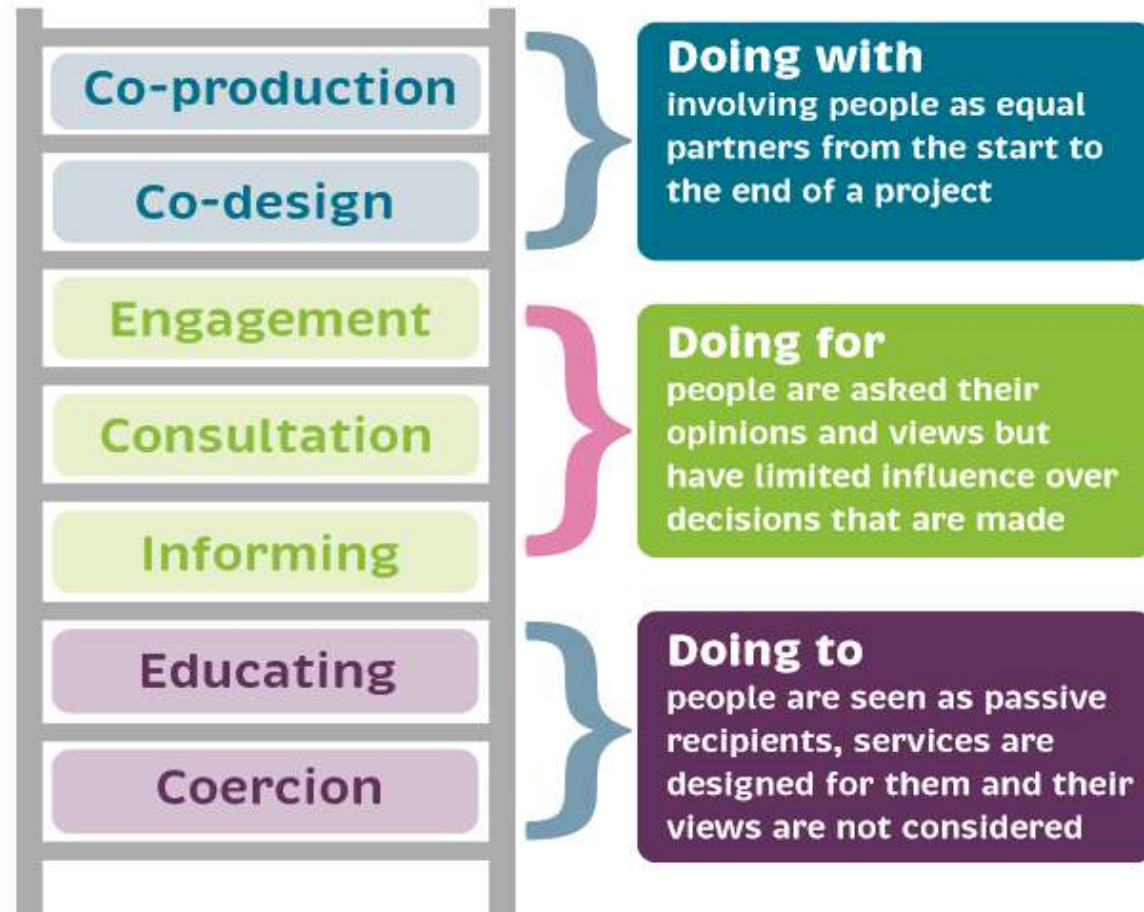 Co-production
Co-design
Engagement
Consultation
Informing
Educating
Coercion
Doing with
involving people as equal
partners from the start to
the end of a project
Doing for
people are asked their
opinions and views but
have limited influence over
decisions that are made
Doing to
people are seen as passive
recipients, services are
designed for them and their
views are not considered